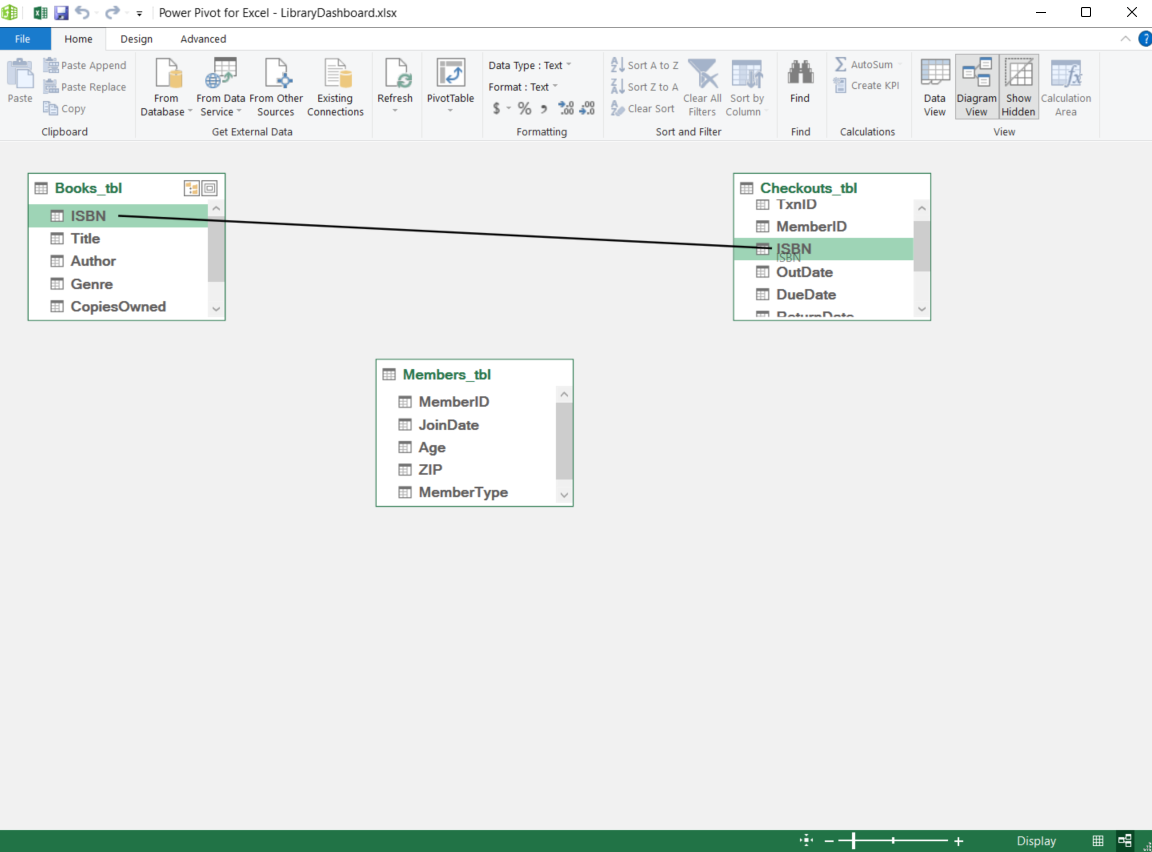 Power Pivot for Excel - LibraryDashboard.xlsx
File Home Design Advanced
Paste
Paste Append
Paste Replace
Copy
Clipboard
From Database
From Data Service
From Other Sources
Existing Connections
Get External Data
Refresh
PivotTable
Data Type : Text
Format : Text
$ % , .00 .00
Formatting
Sort A to Z
Sort Z to A
Clear Sort
Clear All Filters
Sort by Column
Sort and Filter
Find
Find
AutoSum
Create KPI
Calculations
Data View
Diagram View
Show Hidden
Calculation Area
View
Books_tbl
ISBN
Title
Author
Genre
CopiesOwned
Checkouts_tbl
TxnID
MemberID
ISBN
ISBN
OutDate
DueDate
ReturnDate
Members_tbl
MemberID
JoinDate
Age
ZIP
MemberType
Display